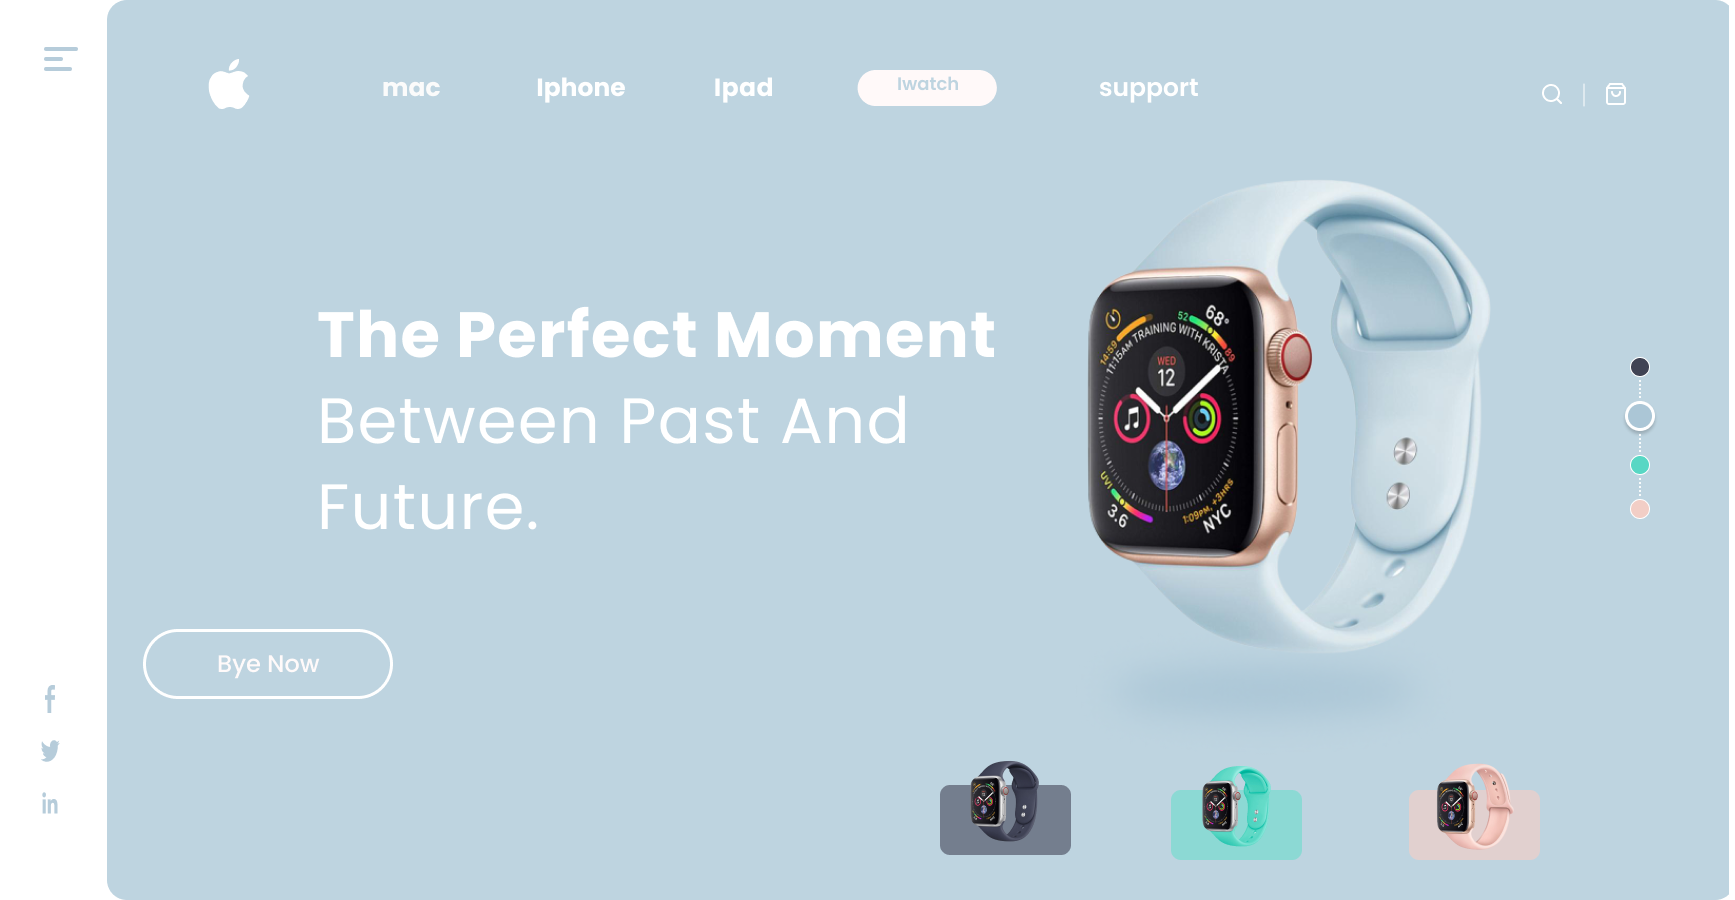 mac
Iphone
Ipad
Iwatch
support
The Perfect Moment
Between Past And
Future.
Bye Now
68°
52
89
14:59
11:15AM TRAINING WITH KRISTA
WED
12
UVI
3.6
1:09PM, +3HRS
NYC